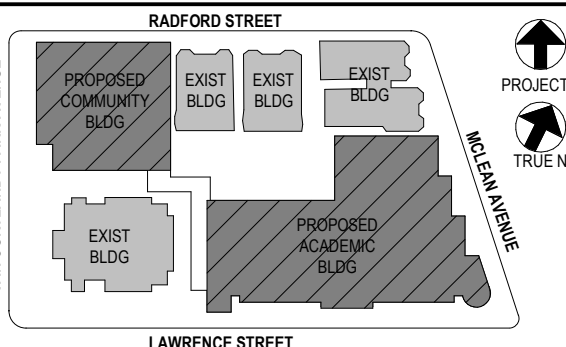 RADFORD STREET
PROPOSED
COMMUNITY
BLDG
EXIST
BLDG
EXIST
BLDG
EXIST
BLDG
PROJECT
TRUE N
MCLEAN AVENUE
EXIST
BLDG
PROPOSED
ACADEMIC
BLDG
LAWRENCE STREET